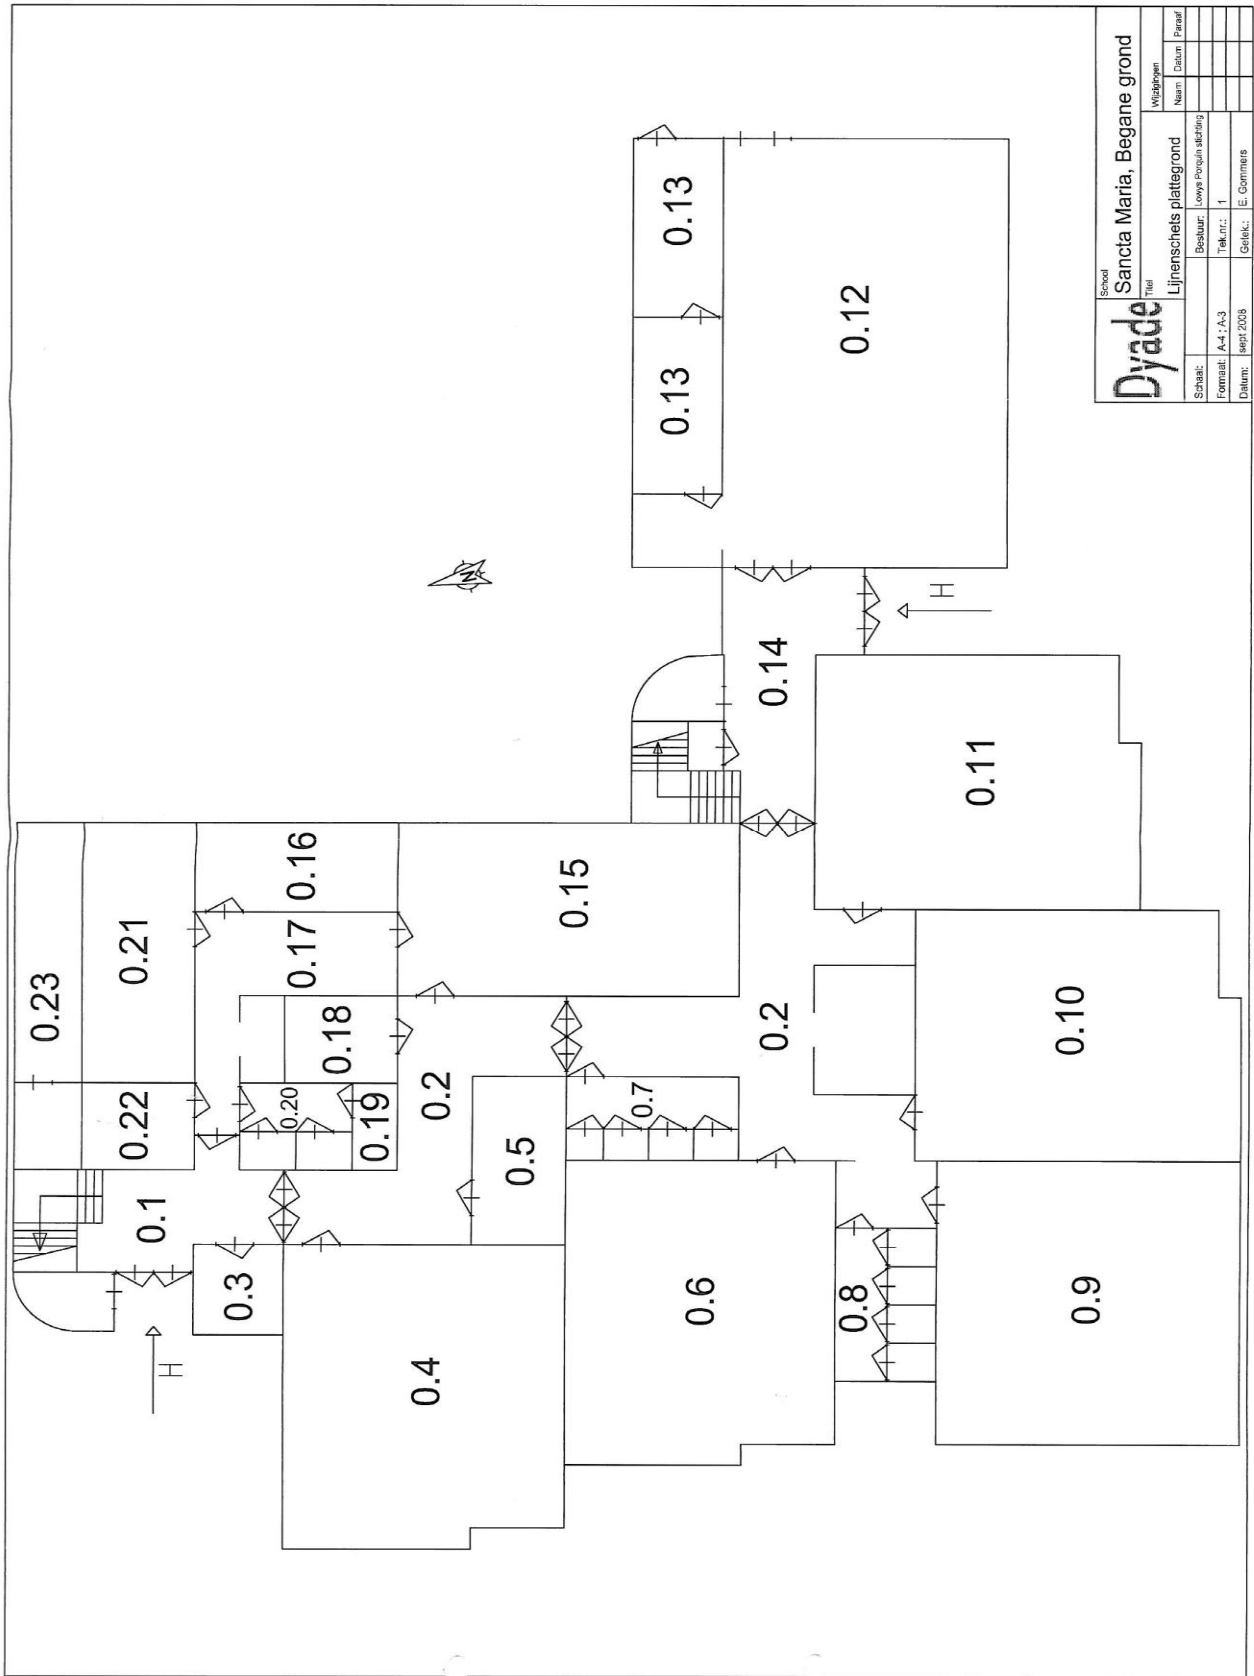 0.23
0.21
0.22
0.1
H
0.16
0.17
0.18
0.20
0.19
0.3
0.15
0.2
0.5
0.4
0.7
0.6
0.2
0.8
0.14
H
0.11
0.10
0.9
0.13
0.13
0.12
N
Dyade
School
Sancta Maria, Begane grond
Titel
Lijnenschets plattegrond
Wijzigingen
Naam Datum Paraaf
Schaal: Bestuur: Lowys Porquin stichting
Formaat: A-4 ; A-3 Tek.nr.: 1
Datum: sept 2008 Getek.: E. Gommers